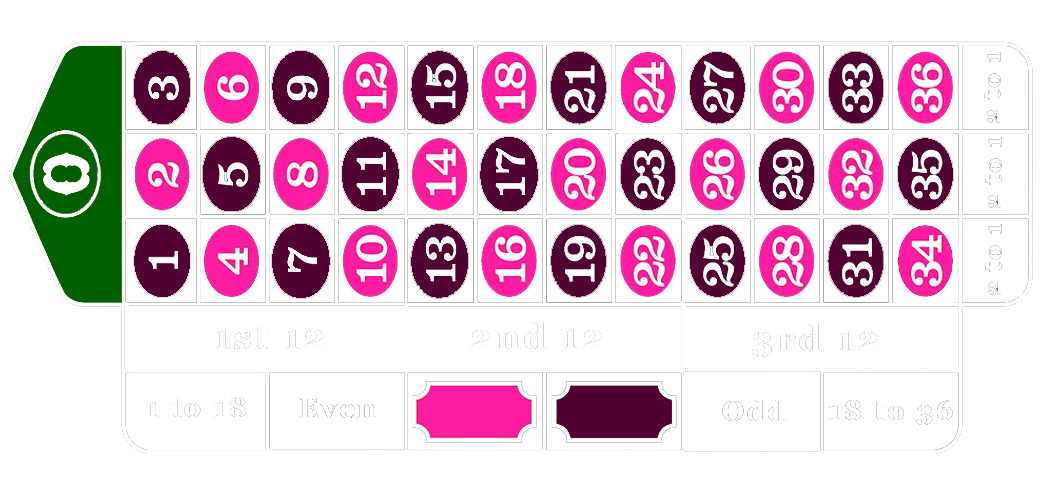 3 6 9 12 15 18 21 24 27 30 33 36 2 to 1
0 2 5 8 11 14 17 20 23 26 29 32 35 2 to 1
1 4 7 10 13 16 19 22 25 28 31 34 2 to 1
1st 12 2nd 12 3rd 12
1 to 18 Even Odd 18 to 36